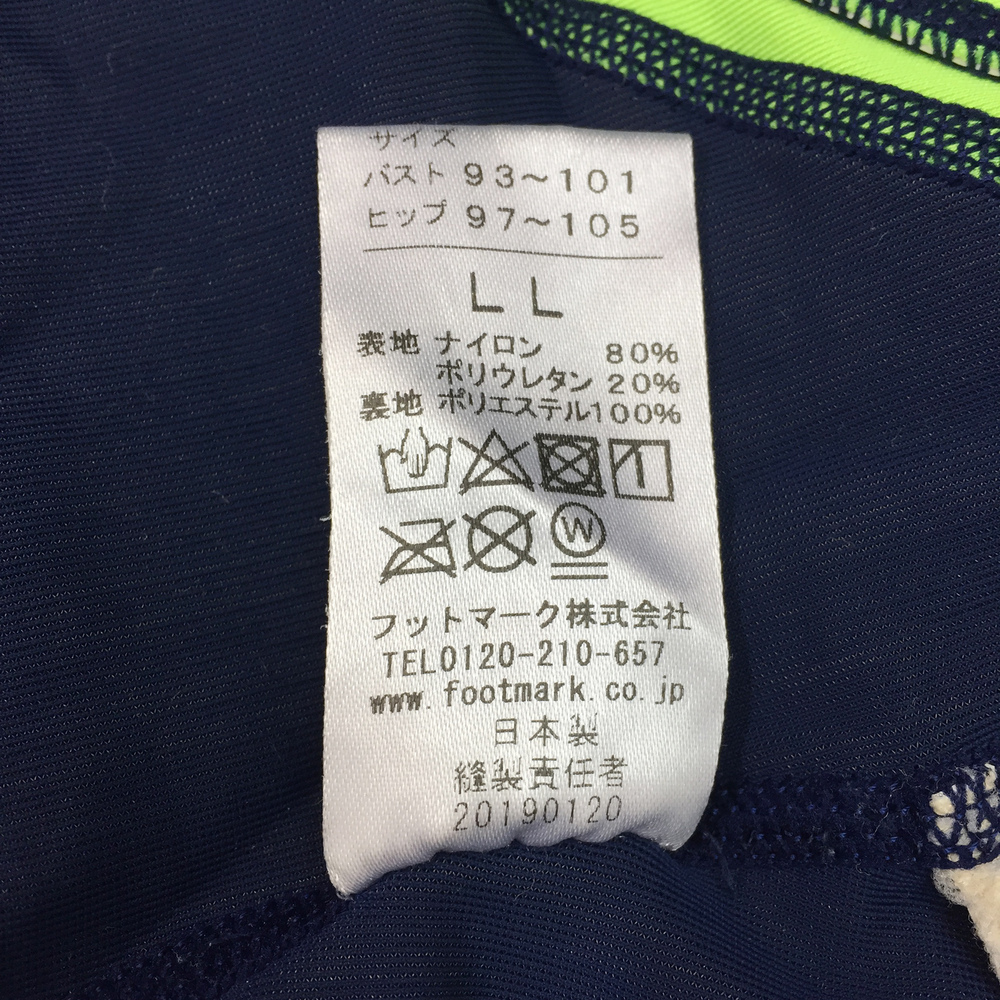 サイズ
バスト 93~101
ヒップ 97~105
LL
表地 ナイロン 80%
ポリウレタン 20%
裏地 ポリエステル100%
W
フットマーク株式会社
TEL0120-210-657
www.footmark.co.jp
日本製
縫製責任者
20190120